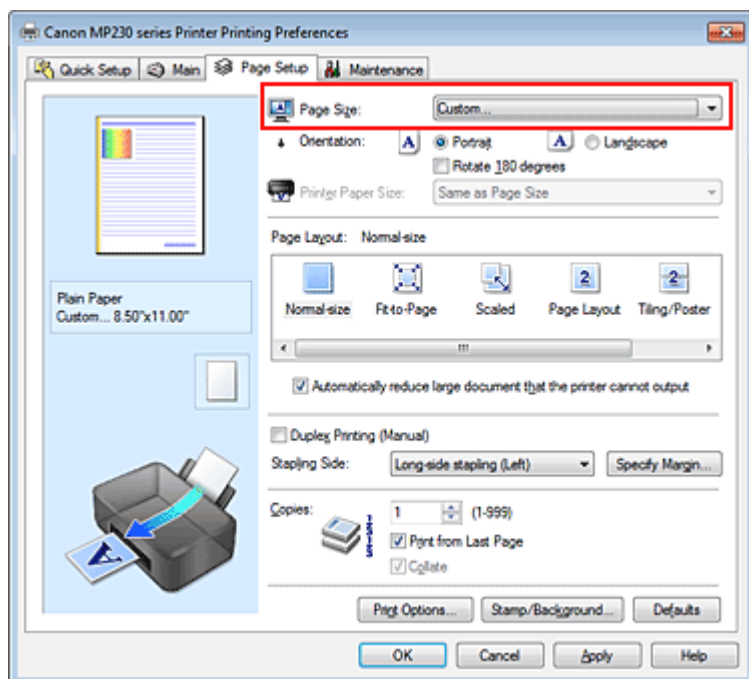 Canon MP230 series Printer Printing Preferences
Quick Setup Main Page Setup Maintenance
Page Size: Custom...
Orientation: A Portrait A Landscape
Rotate 180 degrees
Printer Paper Size: Same as Page Size
Page Layout: Normal-size
2 2
Normal-size Fit-to-Page Scaled Page Layout Tiling/Poster
Plain Paper
Custom... 8.50"x11.00"
Automatically reduce large document that the printer cannot output
Duplex Printing (Manual)
Stapling Side: Long-side stapling (Left) Specify Margin...
Copies: 1 (1-999)
Print from Last Page
Collate
A
Print Options... Stamp/Background... Defaults
OK Cancel Apply Help